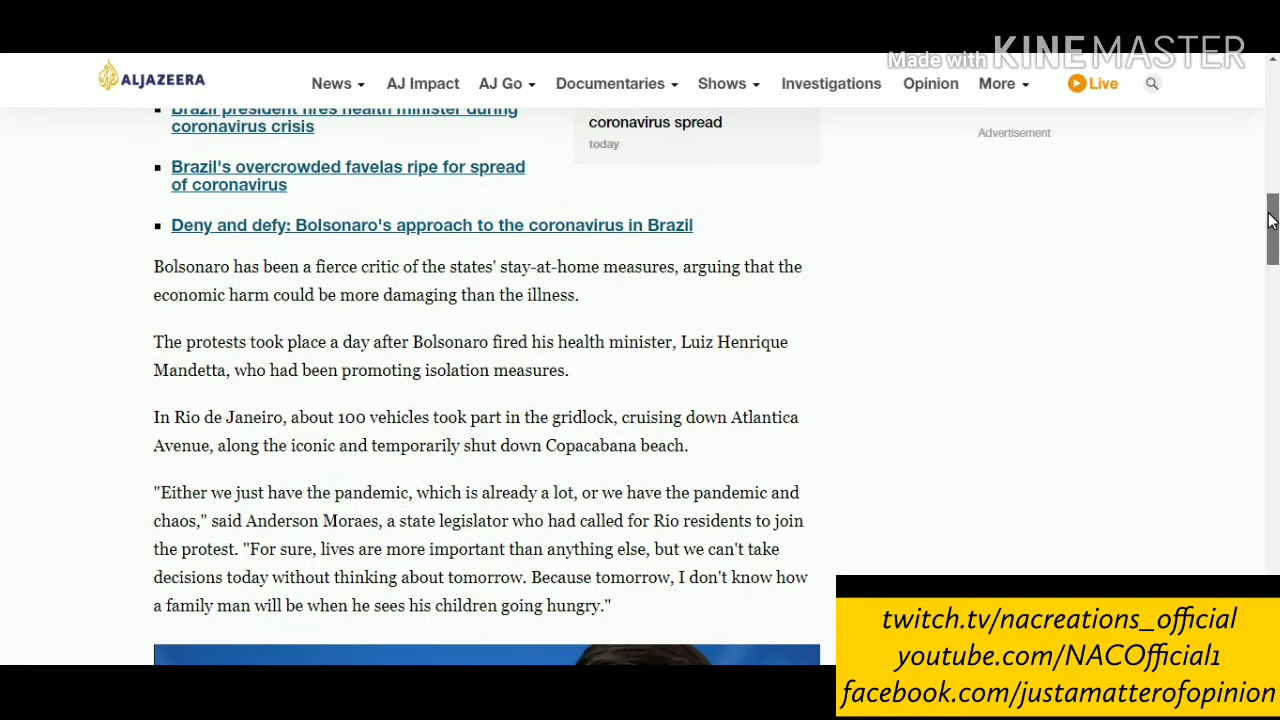 Made with KINEMASTER
ALJAZEERA
News
AJ Impact
AJ Go
Documentaries
Shows
Investigations
Opinion
More
Live
Brazil president fires health minister during
coronavirus crisis
coronavirus spread
today
Advertisement
Brazil's overcrowded favelas ripe for spread
of coronavirus
Deny and defy: Bolsonaro's approach to the coronavirus in Brazil
Bolsonaro has been a fierce critic of the states' stay-at-home measures, arguing that the
economic harm could be more damaging than the illness.
The protests took place a day after Bolsonaro fired his health minister, Luiz Henrique
Mandetta, who had been promoting isolation measures.
In Rio de Janeiro, about 100 vehicles took part in the gridlock, cruising down Atlantica
Avenue, along the iconic and temporarily shut down Copacabana beach.
"Either we just have the pandemic, which is already a lot, or we have the pandemic and
chaos," said Anderson Moraes, a state legislator who had called for Rio residents to join
the protest. "For sure, lives are more important than anything else, but we can't take
decisions today without thinking about tomorrow. Because tomorrow, I don't know how
a family man will be when he sees his children going hungry."
twitch.tv/nacreations_official
youtube.com/NACOfficial1
facebook.com/justamatterofopinion